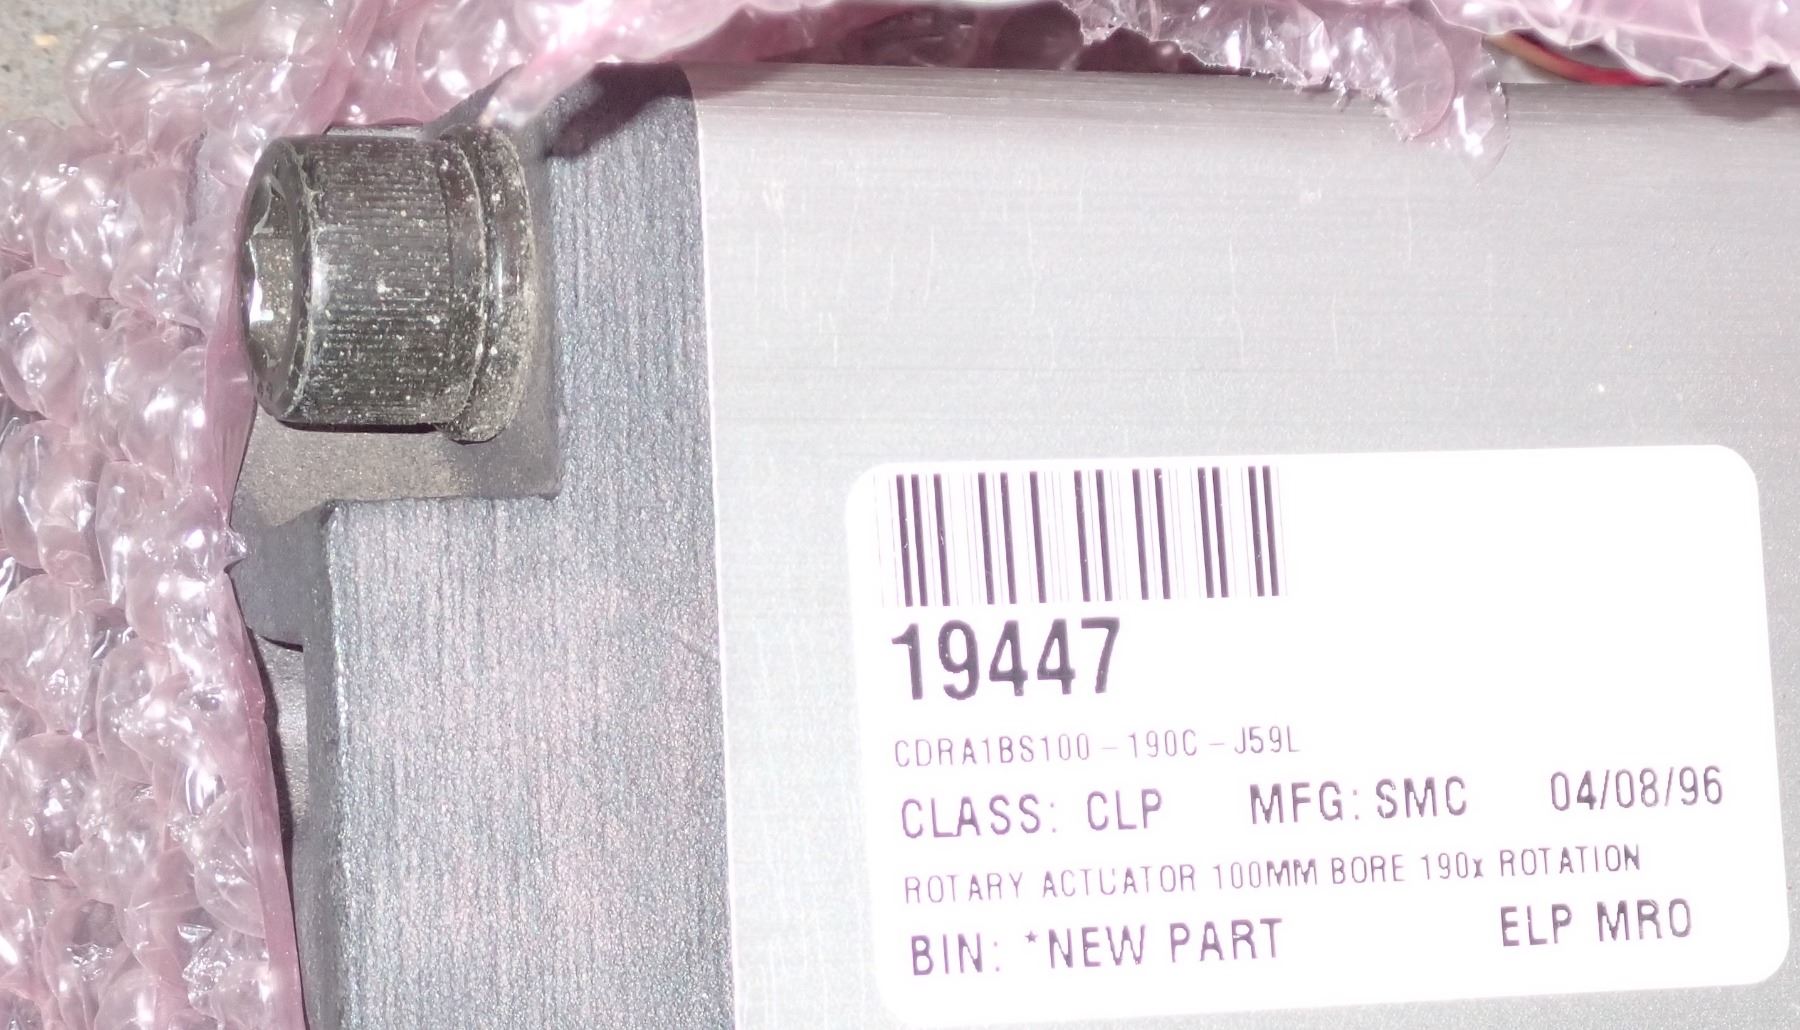 19447
CDRA1BS100-190C-J59L
CLASS: CLP MFG: SMC 04/08/96
ROTARY ACTUATOR 100MM BORE 190x ROTATION
BIN: *NEW PART ELP MRO